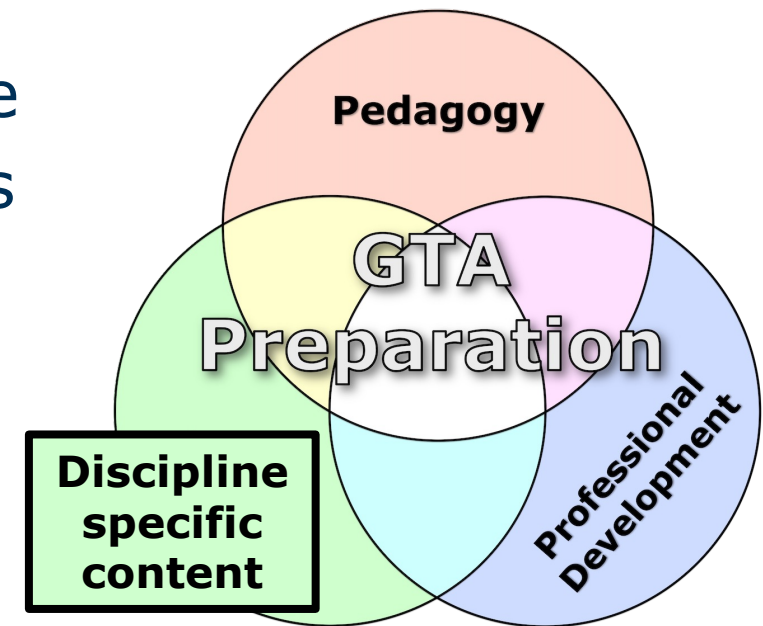 e
s
Pedagogy
GTA
Preparation
Discipline
specific
content
Professional
Development